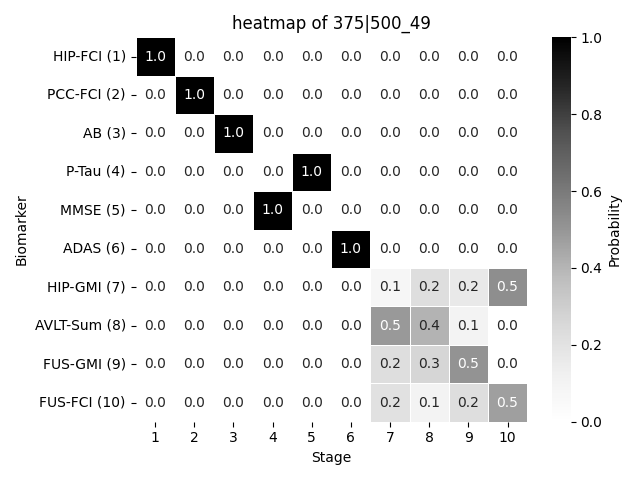 heatmap of 375|500_49
HIP-FCI (1) 1.0 0.0 0.0 0.0 0.0 0.0 0.0 0.0 0.0 0.0
PCC-FCI (2) 0.0 1.0 0.0 0.0 0.0 0.0 0.0 0.0 0.0 0.0
AB (3) 0.0 0.0 1.0 0.0 0.0 0.0 0.0 0.0 0.0 0.0
P-Tau (4) 0.0 0.0 0.0 0.0 1.0 0.0 0.0 0.0 0.0 0.0
MMSE (5) 0.0 0.0 0.0 1.0 0.0 0.0 0.0 0.0 0.0 0.0
ADAS (6) 0.0 0.0 0.0 0.0 0.0 1.0 0.0 0.0 0.0 0.0
HIP-GMI (7) 0.0 0.0 0.0 0.0 0.0 0.0 0.1 0.2 0.2 0.5
AVLT-Sum (8) 0.0 0.0 0.0 0.0 0.0 0.0 0.5 0.4 0.1 0.0
FUS-GMI (9) 0.0 0.0 0.0 0.0 0.0 0.0 0.2 0.3 0.5 0.0
FUS-FCI (10) 0.0 0.0 0.0 0.0 0.0 0.0 0.2 0.1 0.2 0.5
1 2 3 4 5 6 7 8 9 10
Stage
Biomarker
1.0
0.8
0.6
0.4
0.2
0.0
Probability